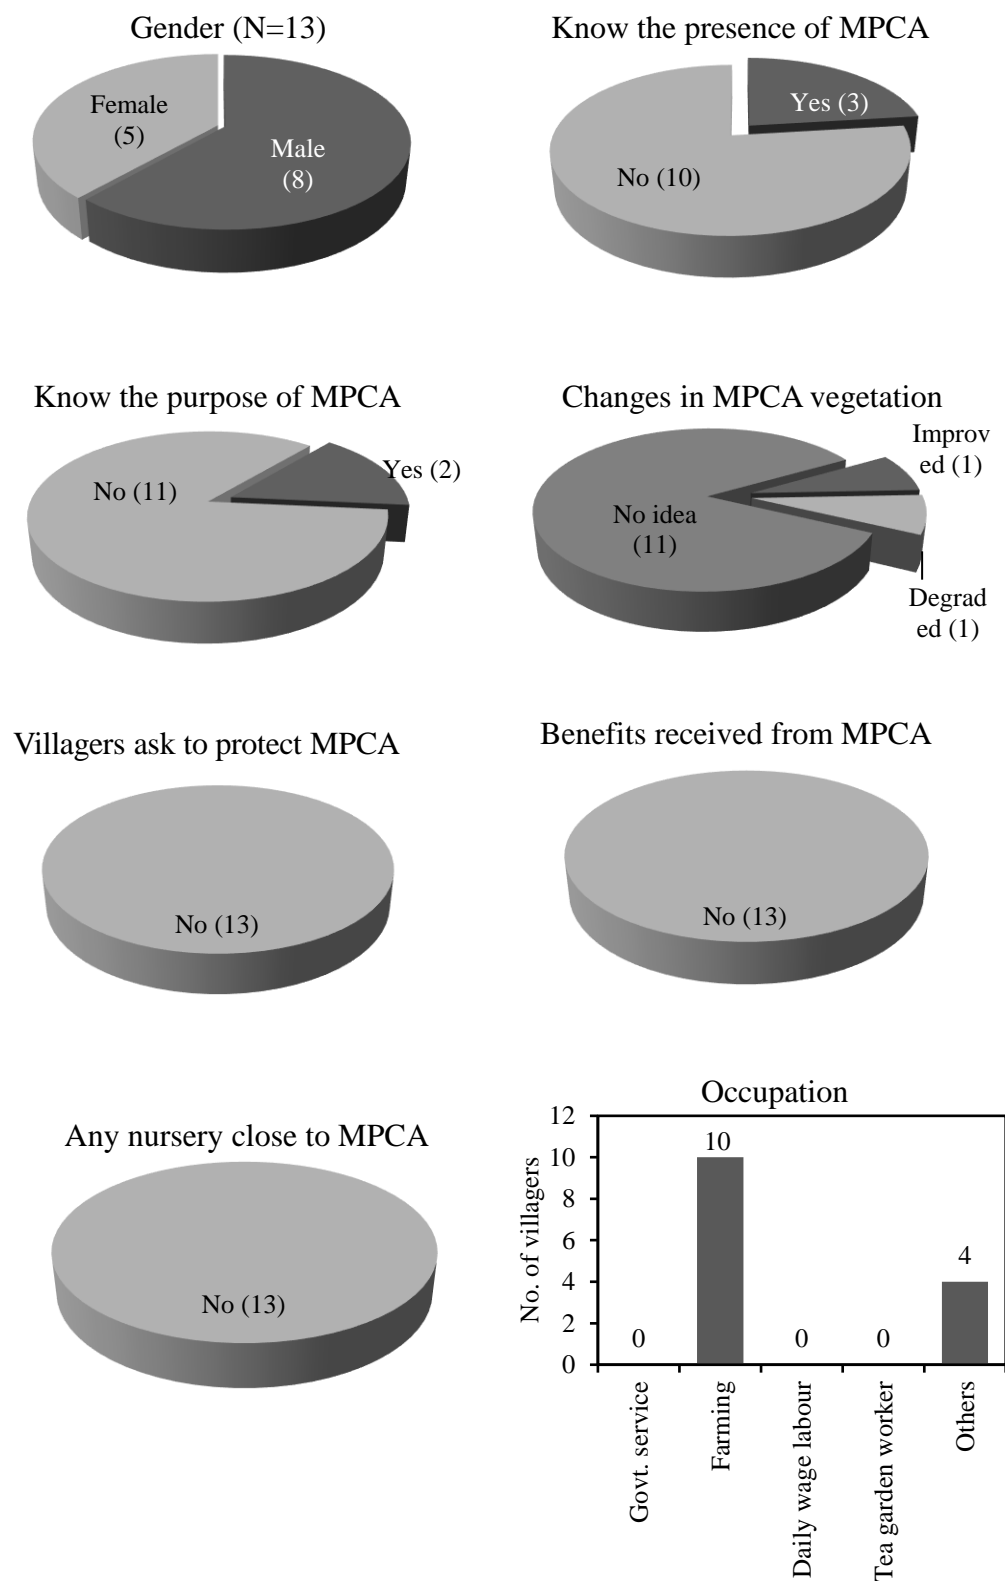 Gender (N=13)
Female
(5)
Male
(8)
Know the presence of MPCA
Yes (3)
No (10)
Know the purpose of MPCA
No (11)
Yes (2)
Changes in MPCA vegetation
Improv
ed (1)
No idea
(11)
Degrad
ed (1)
Villagers ask to protect MPCA
No (13)
Benefits received from MPCA
No (13)
Any nursery close to MPCA
No (13)
Occupation
No. of villagers
12
10
8
6
4
2
0
0
10
0
0
4
Govt. service
Farming
Daily wage labour
Tea garden worker
Others